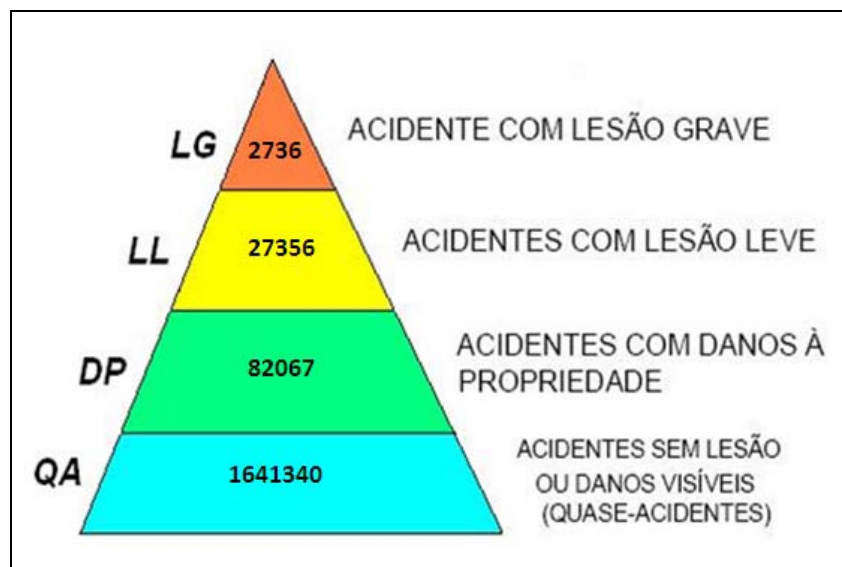 LG
2736
ACIDENTE COM LESÃO GRAVE
LL
27356
ACIDENTES COM LESÃO LEVE
DP
82067
ACIDENTES COM DANOS À
PROPRIEDADE
QA
1641340
ACIDENTES SEM LESÃO
OU DANOS VISÍVEIS
(QUASE-ACIDENTES)